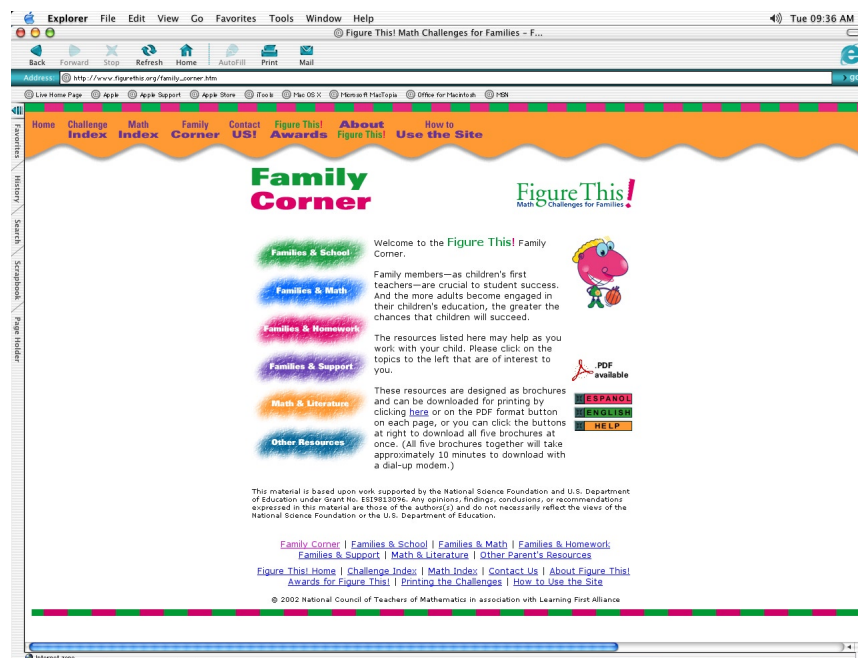 Explorer File Edit View Go Favorites Tools Window Help Tue 09:36 AM
@ Figure This! Math Challenges for Families – F...
Back Forward Stop Refresh Home AutoFill Print Mail
Address: @ http://www.figurethis.org/family_corner.htm
Live Home Page Apple Apple Support Apple Store iTools Mac OS X Microsoft MacTopia Office for Macintosh MSN
Favorites
History
Search
Scrapbook
Page Holder
Home Challenge Index Math Index Family Corner Contact US! Figure This! Awards About Figure This! How to Use the Site
Family
Corner
Figure This!
Math Challenges for Families
Families & School
Families & Math
Families & Homework
Families & Support
Math & Literature
Other Resources
Welcome to the Figure This! Family
Corner.
Family members—as children's first
teachers—are crucial to student success.
And the more adults become engaged in
their children's education, the greater the
chances that children will succeed.
The resources listed here may help as you
work with your child. Please click on the
topics to the left that are of interest to
you.
These resources are designed as brochures
and can be downloaded for printing by
clicking here or on the PDF format button
on each page, or you can click the buttons
at right to download all five brochures at
once. (All five brochures together will take
approximately 10 minutes to download with
a dial-up modem.)
.PDF
available
ESPANOL
ENGLISH
HELP
This material is based upon work supported by the National Science Foundation and U.S. Department
of Education under Grant No. ESI9813096. Any opinions, findings, conclusions, or recommendations
expressed in this material are those of the authors(s) and do not necessarily reflect the views of the
National Science Foundation or the U.S. Department of Education.
Family Corner | Families & School | Families & Math | Families & Homework
Families & Support | Math & Literature | Other Parent's Resources
Figure This! Home | Challenge Index | Math Index | Contact Us | About Figure This!
Awards for Figure This! | Printing the Challenges | How to Use the Site
© 2002 National Council of Teachers of Mathematics in association with Learning First Alliance
Internet zone